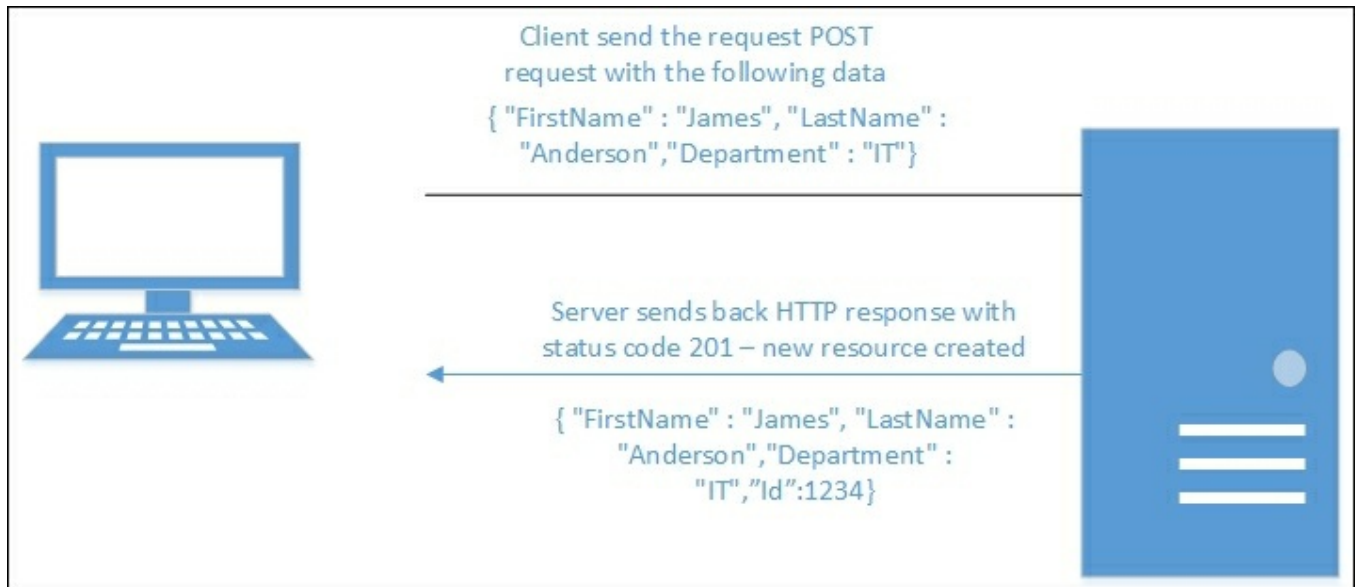 Client send the request POST
request with the following data
{ "FirstName" : "James", "LastName" :
"Anderson","Department" : "IT"}
Server sends back HTTP response with
status code 201 – new resource created
{ "FirstName" : "James", "LastName" :
"Anderson","Department" :
"IT",”Id”:1234}